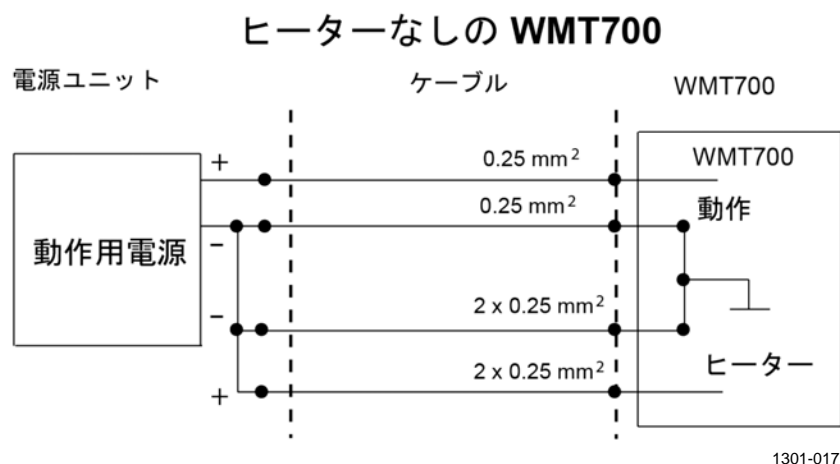 ヒーターなしの WMT700
電源ユニット
ケーブル
WMT700
+
0.25 mm²
WMT700
0.25 mm²
動作
動作用電源
−
−
2 x 0.25 mm²
2 x 0.25 mm²
ヒーター
+
1301-017